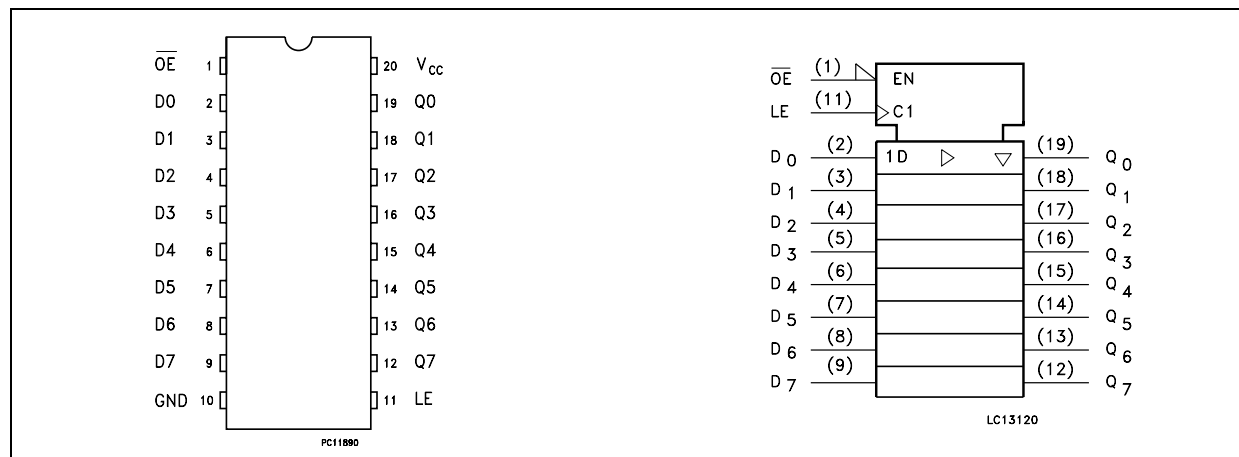 OE 1 20 VCC
D0 2 19 Q0
D1 3 18 Q1
D2 4 17 Q2
D3 5 16 Q3
D4 6 15 Q4
D5 7 14 Q5
D6 8 13 Q6
D7 9 12 Q7
GND 10 11 LE
PC11890
OE (1) EN
LE (11) C1
D0 (2) 1D (19) Q0
D1 (3) (18) Q1
D2 (4) (17) Q2
D3 (5) (16) Q3
D4 (6) (15) Q4
D5 (7) (14) Q5
D6 (8) (13) Q6
D7 (9) (12) Q7
LC13120